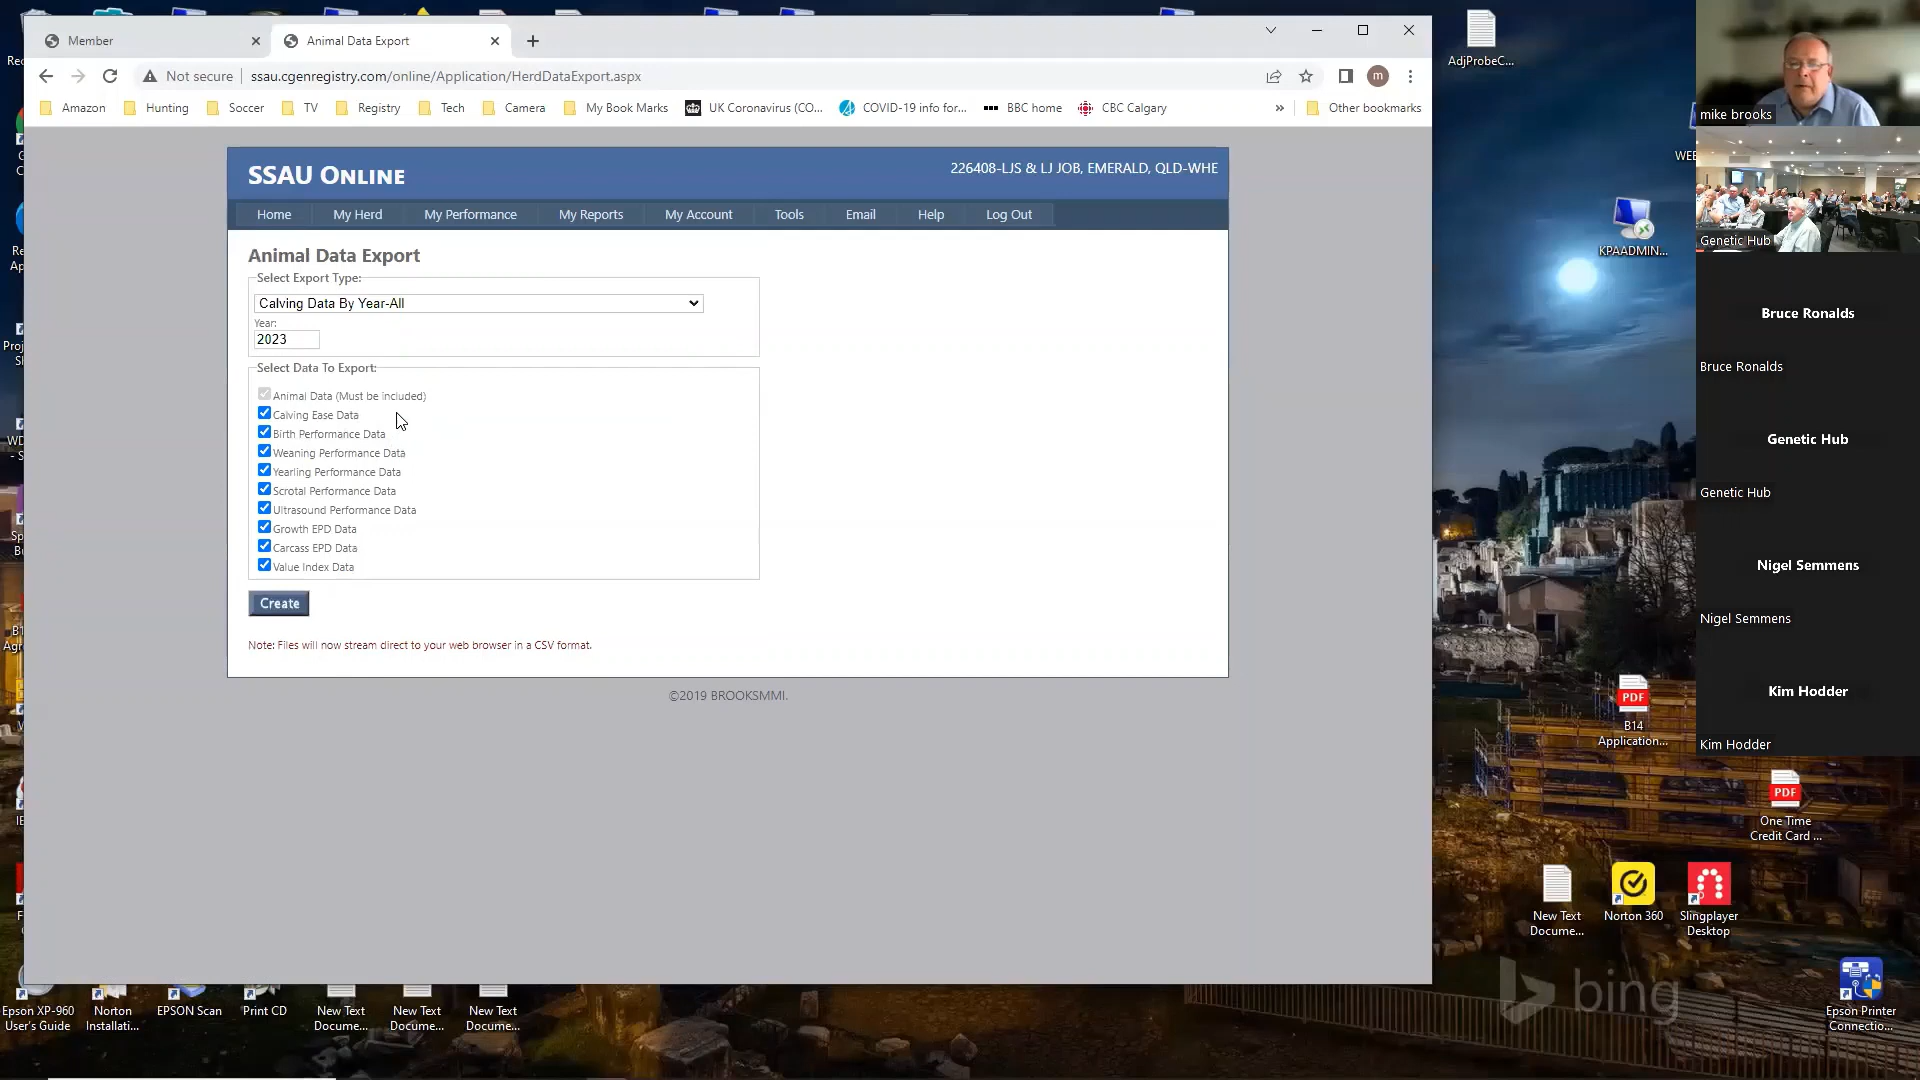 Member
Animal Data Export
Not secure
ssau.cgenregistry.com/online/Application/HerdDataExport.aspx
m
Amazon
Hunting
Soccer
TV
Registry
Tech
Camera
My Book Marks
UK Coronavirus (CO...
COVID-19 info for...
BBC home
CBC Calgary
»
Other bookmarks
SSAU ONLINE
226408-LJS & LJ JOB, EMERALD, QLD-WHE
Home
My Herd
My Performance
My Reports
My Account
Tools
Email
Help
Log Out
Animal Data Export
Select Export Type:
Calving Data By Year-All
Year:
2023
Select Data To Export:
Animal Data (Must be included)
Calving Ease Data
Birth Performance Data
Weaning Performance Data
Yearling Performance Data
Scrotal Performance Data
Ultrasound Performance Data
Growth EPD Data
Carcass EPD Data
Value Index Data
Create
Note: Files will now stream direct to your web browser in a CSV format.
©2019 BROOKSMMI.
AdjProbeC...
KPAADMIN...
PDF
B14
Application...
PDF
One Time
Credit Card ...
New Text
Docume...
Norton 360
Slingplayer
Desktop
bing
Epson Printer
Connectio...
Epson XP-960
User's Guide
Norton
Installati...
EPSON Scan
Print CD
New Text
Docume...
New Text
Docume...
New Text
Docume...
mike brooks
Genetic Hub
Bruce Ronalds
Bruce Ronalds
Genetic Hub
Genetic Hub
Nigel Semmens
Nigel Semmens
Kim Hodder
Kim Hodder